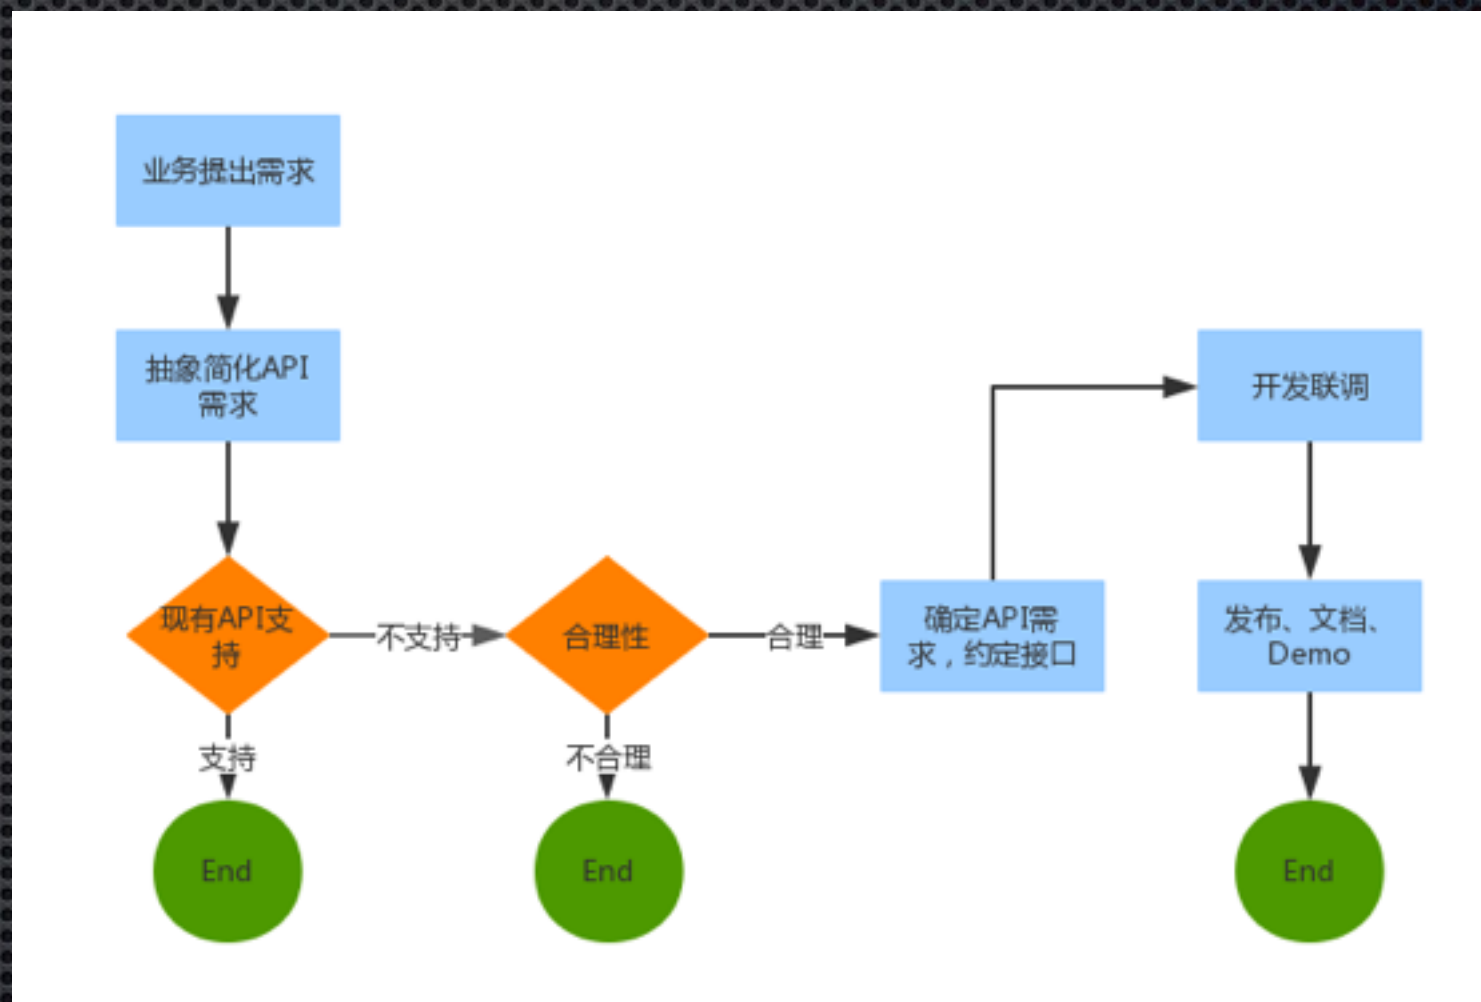 业务提出需求
抽象简化API
需求
现有API支
持
不支持
合理性
合理
确定API需
求，约定接口
开发联调
发布、文档、
Demo
支持
不合理
End
End
End